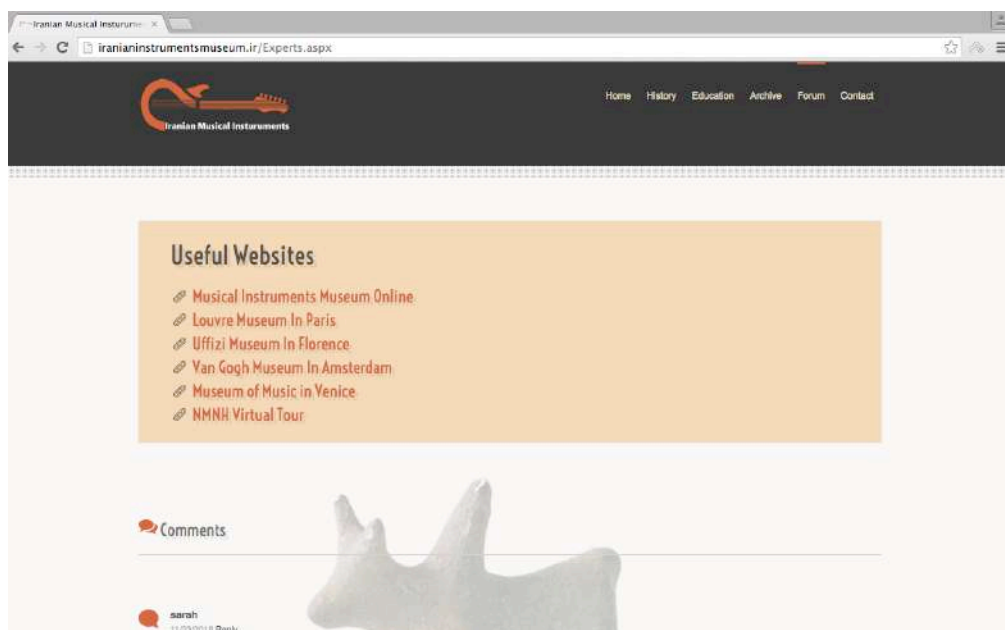 Iranian Musical Insturumen
iranianinstrumentsmuseum.ir/Experts.aspx
Iranian Musical Insturuments
Home History Education Archive Forum Contact
Useful Websites
Musical Instruments Museum Online
Louvre Museum In Paris
Uffizi Museum In Florence
Van Gogh Museum In Amsterdam
Museum of Music in Venice
NMNH Virtual Tour
Comments
sarah
Reply